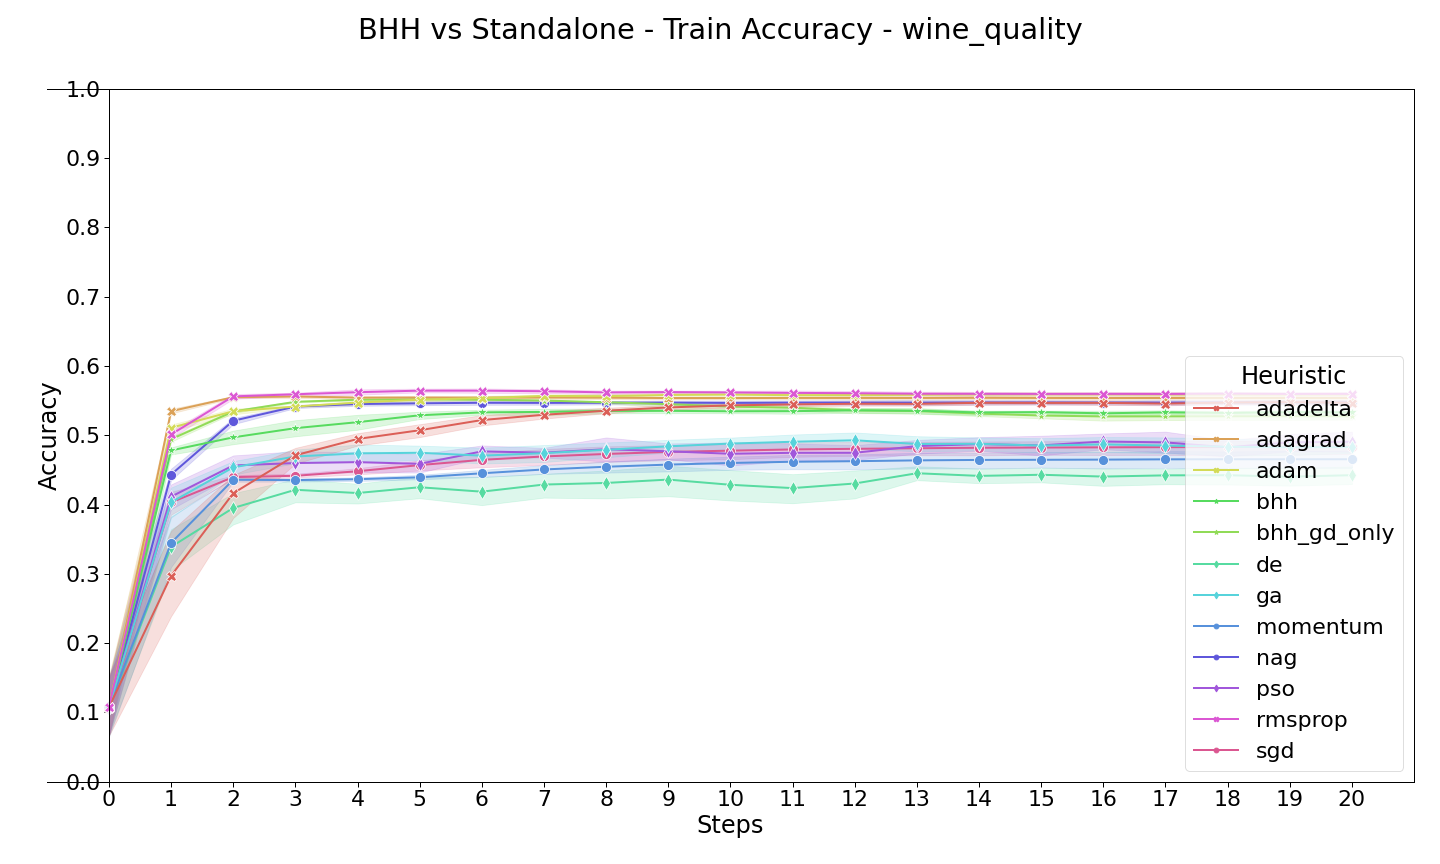 BHH vs Standalone - Train Accuracy - wine_quality
1.0
0.9
0.8
0.7
0.6
0.5
0.4
0.3
0.2
0.1
0.0
Accuracy
0 1 2 3 4 5 6 7 8 9 10 11 12 13 14 15 16 17 18 19 20
Steps
Heuristic
adadelta
adagrad
adam
bhh
bhh_gd_only
de
ga
momentum
nag
pso
rmsprop
sgd